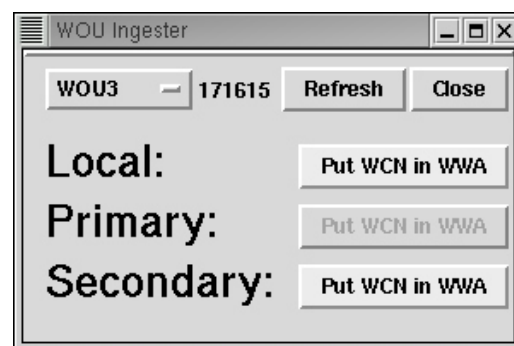 WOU Ingester
WOU3 171615 Refresh Close
Local: Put WCN in WWA
Primary: Put WCN in WWA
Secondary: Put WCN in WWA